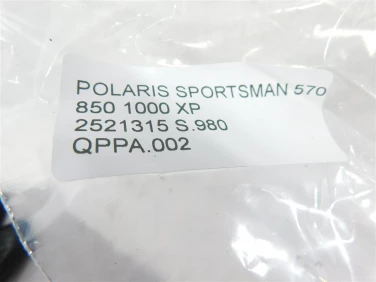 POLARIS SPORTSMAN 570
850 1000 XP
2521315 S.980
QPPA.002